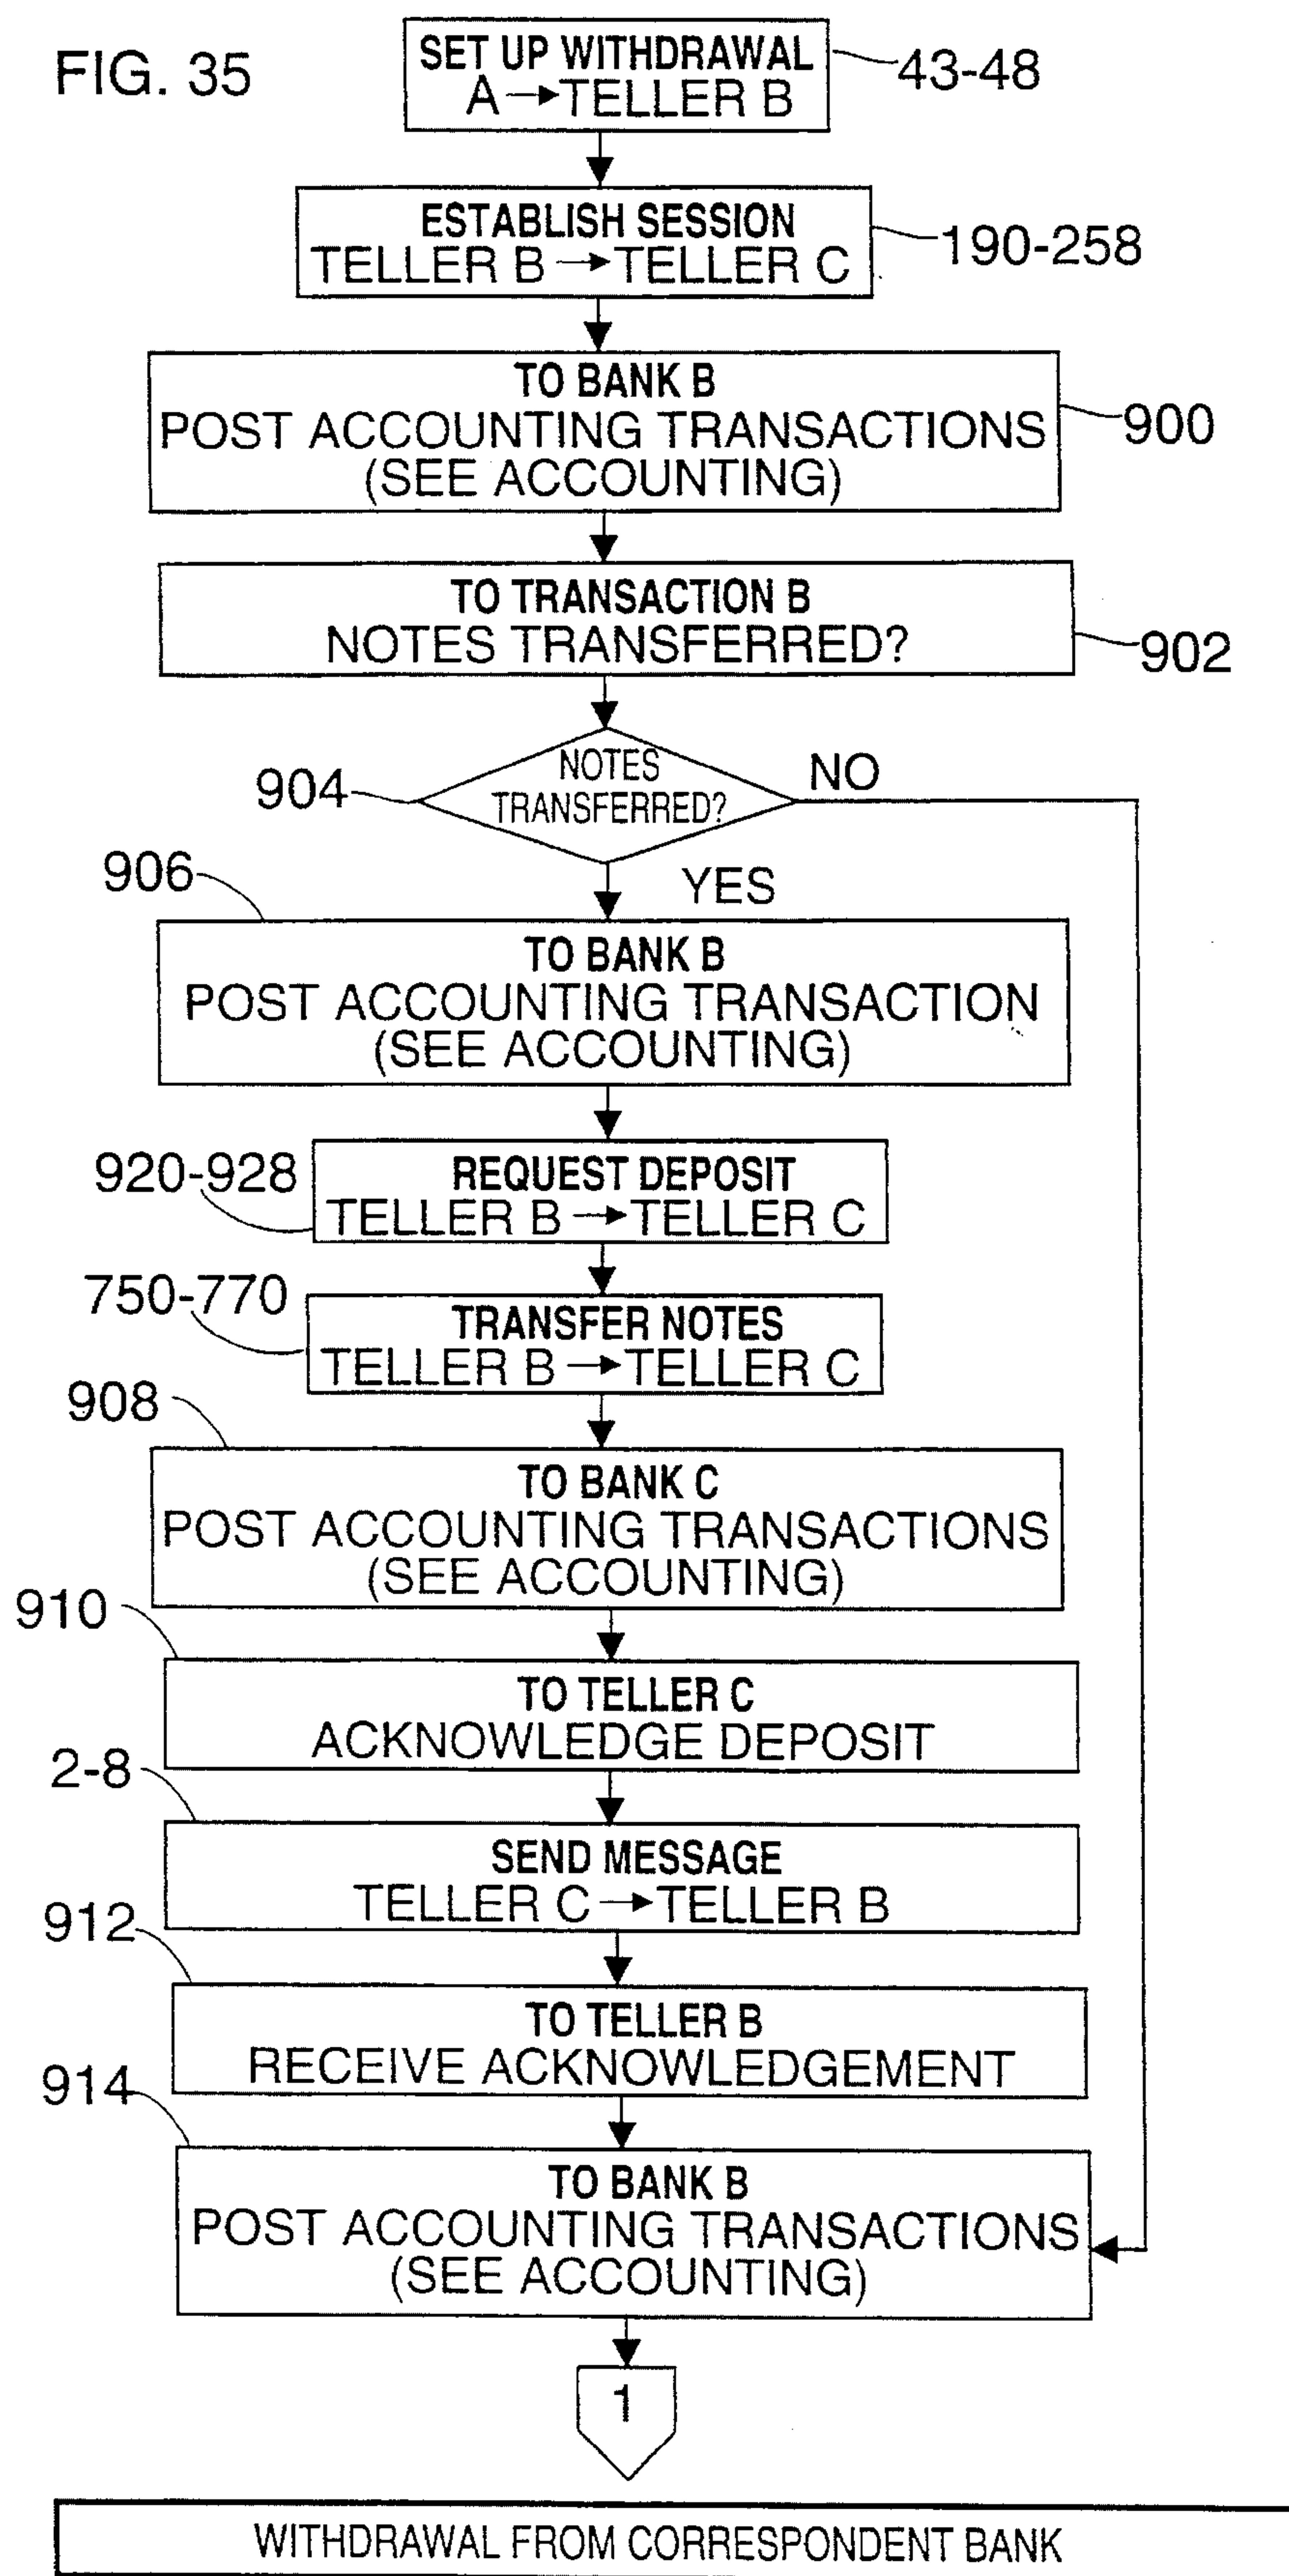 FIG. 35
SET UP WITHDRAWAL
A→TELLER B
43-48
ESTABLISH SESSION
TELLER B→TELLER C
190-258
TO BANK B
POST ACCOUNTING TRANSACTIONS
(SEE ACCOUNTING)
900
TO TRANSACTION B
NOTES TRANSFERRED?
902
904
NOTES
TRANSFERRED?
NO
YES
906
TO BANK B
POST ACCOUNTING TRANSACTION
(SEE ACCOUNTING)
920-928
REQUEST DEPOSIT
TELLER B→TELLER C
750-770
TRANSFER NOTES
TELLER B→TELLER C
908
TO BANK C
POST ACCOUNTING TRANSACTIONS
(SEE ACCOUNTING)
910
TO TELLER C
ACKNOWLEDGE DEPOSIT
2-8
SEND MESSAGE
TELLER C→TELLER B
912
TO TELLER B
RECEIVE ACKNOWLEDGEMENT
914
TO BANK B
POST ACCOUNTING TRANSACTIONS
(SEE ACCOUNTING)
1
WITHDRAWAL FROM CORRESPONDENT BANK